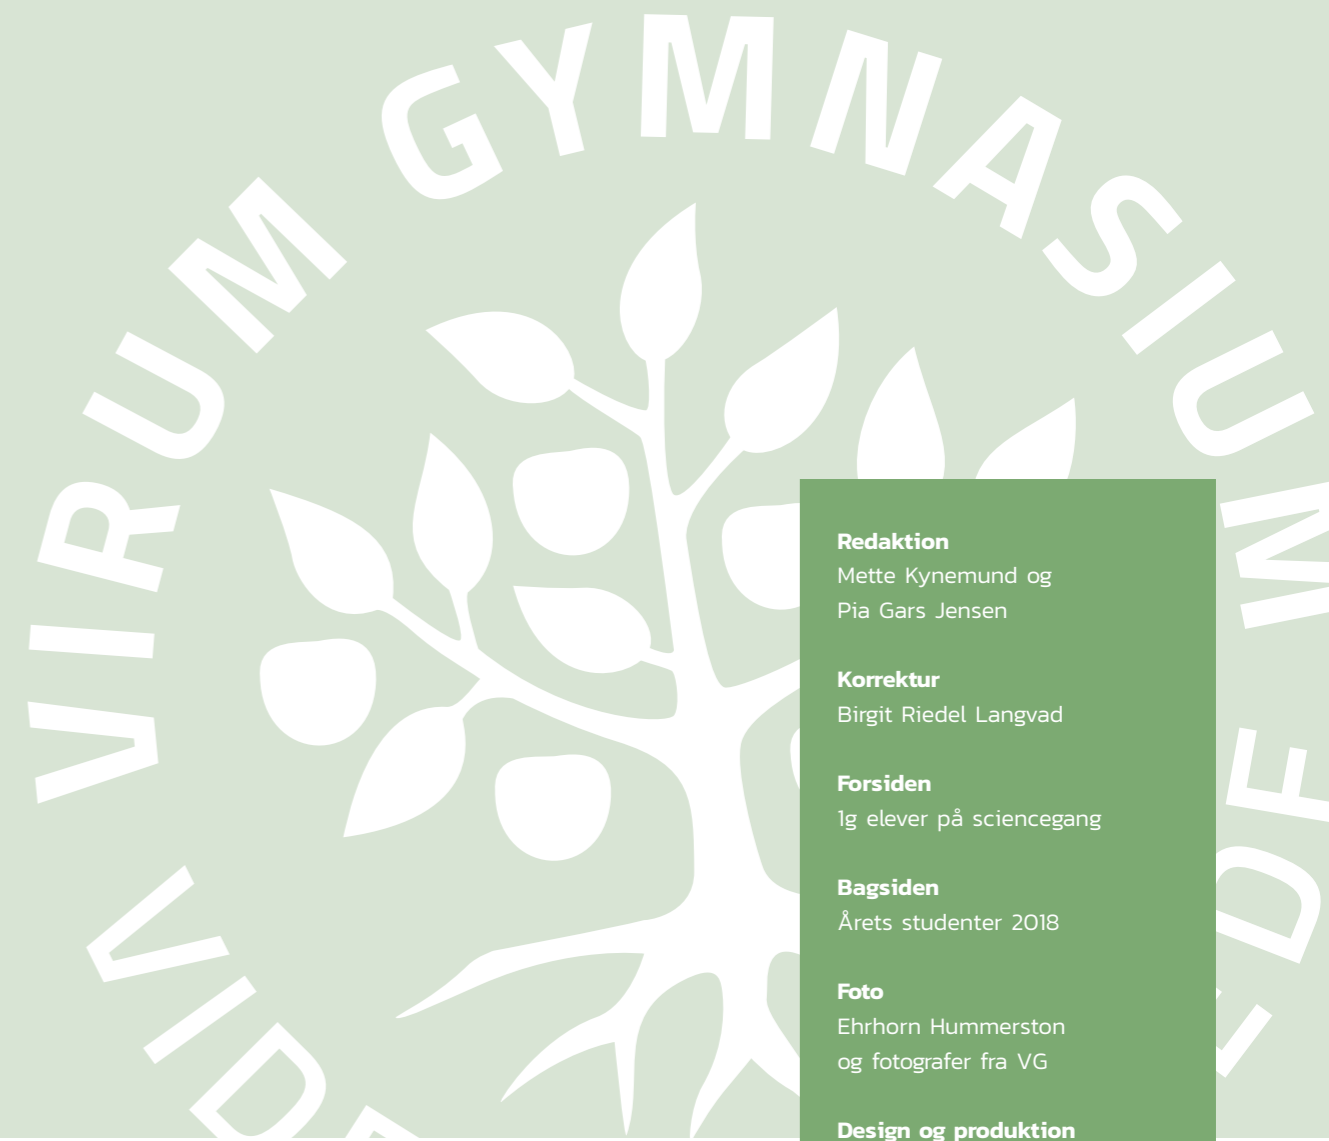 VIRUM GYMNASIUM
Redaktion
Mette Kynemund og
Pia Gars Jensen
Korrektur
Birgit Riedel Langvad
Forsiden
1g elever på sciencegang
Bagsiden
Årets studenter 2018
Foto
Ehrhorn Hummerston
og fotografer fra VG
Design og produktion